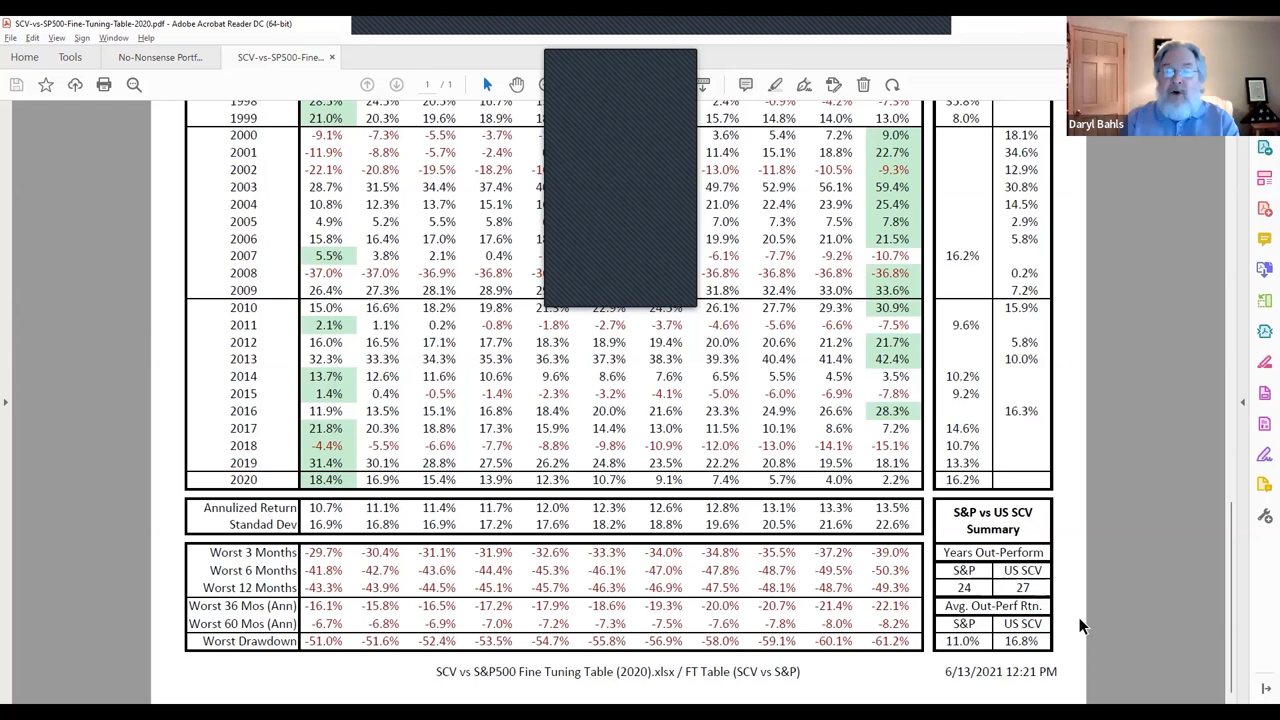 SCV-vs-SP500-Fine-Tuning-Table-2020.pdf - Adobe Acrobat Reader DC (64-bit)
File Edit View Sign Window Help
Home Tools No-Nonsense Portf... SCV-vs-SP500-Fine... ×
1 / 1
Daryl Bahls
1998 28.5% 24.5% 20.5% 16.7% 2.4% -0.9% -4.2% -7.3% 35.8%
1999 21.0% 20.3% 19.6% 18.9% 15.7% 14.8% 14.0% 13.0% 8.0%
2000 -9.1% -7.3% -5.5% -3.7% 3.6% 5.4% 7.2% 9.0% 18.1%
2001 -11.9% -8.8% -5.7% -2.4% 11.4% 15.1% 18.8% 22.7% 34.6%
2002 -22.1% -20.8% -19.5% -18.2% -13.0% -11.8% -10.5% -9.3% 12.9%
2003 28.7% 31.5% 34.4% 37.4% 49.7% 52.9% 56.1% 59.4% 30.8%
2004 10.8% 12.3% 13.7% 15.1% 21.0% 22.4% 23.9% 25.4% 14.5%
2005 4.9% 5.2% 5.5% 5.8% 7.0% 7.3% 7.5% 7.8% 2.9%
2006 15.8% 16.4% 17.0% 17.6% 19.9% 20.5% 21.0% 21.5% 5.8%
2007 5.5% 3.8% 2.1% 0.4% -6.1% -7.7% -9.2% -10.7% 16.2%
2008 -37.0% -37.0% -36.9% -36.8% -36.8% -36.8% -36.8% -36.8% 0.2%
2009 26.4% 27.3% 28.1% 28.9% 31.8% 32.4% 33.0% 33.6% 7.2%
2010 15.0% 16.6% 18.2% 19.8% 21.3% 22.9% 24.5% 26.1% 27.7% 29.3% 30.9% 15.9%
2011 2.1% 1.1% 0.2% -0.8% -1.8% -2.7% -3.7% -4.6% -5.6% -6.6% -7.5% 9.6%
2012 16.0% 16.5% 17.1% 17.7% 18.3% 18.9% 19.4% 20.0% 20.6% 21.2% 21.7% 5.8%
2013 32.3% 33.3% 34.3% 35.3% 36.3% 37.3% 38.3% 39.3% 40.4% 41.4% 42.4% 10.0%
2014 13.7% 12.6% 11.6% 10.6% 9.6% 8.6% 7.6% 6.5% 5.5% 4.5% 3.5% 10.2%
2015 1.4% 0.4% -0.5% -1.4% -2.3% -3.2% -4.1% -5.0% -6.0% -6.9% -7.8% 9.2%
2016 11.9% 13.5% 15.1% 16.8% 18.4% 20.0% 21.6% 23.3% 24.9% 26.6% 28.3% 16.3%
2017 21.8% 20.3% 18.8% 17.3% 15.9% 14.4% 13.0% 11.5% 10.1% 8.6% 7.2% 14.6%
2018 -4.4% -5.5% -6.6% -7.7% -8.8% -9.8% -10.9% -12.0% -13.0% -14.1% -15.1% 10.7%
2019 31.4% 30.1% 28.8% 27.5% 26.2% 24.8% 23.5% 22.2% 20.8% 19.5% 18.1% 13.3%
2020 18.4% 16.9% 15.4% 13.9% 12.3% 10.7% 9.1% 7.4% 5.7% 4.0% 2.2% 16.2%
Annulized Return 10.7% 11.1% 11.4% 11.7% 12.0% 12.3% 12.6% 12.8% 13.1% 13.3% 13.5%
Standad Dev 16.9% 16.8% 16.9% 17.2% 17.6% 18.2% 18.8% 19.6% 20.5% 21.6% 22.6%
S&P vs US SCV
Summary
Worst 3 Months -29.7% -30.4% -31.1% -31.9% -32.6% -33.3% -34.0% -34.8% -35.5% -37.2% -39.0% Years Out-Perform
Worst 6 Months -41.8% -42.7% -43.6% -44.4% -45.3% -46.1% -47.0% -47.8% -48.7% -49.5% -50.3% S&P US SCV
Worst 12 Months -43.3% -43.9% -44.5% -45.1% -45.7% -46.3% -46.9% -47.5% -48.1% -48.7% -49.3% 24 27
Worst 36 Mos (Ann) -16.1% -15.8% -16.5% -17.2% -17.9% -18.6% -19.3% -20.0% -20.7% -21.4% -22.1% Avg. Out-Perf Rtn.
Worst 60 Mos (Ann) -6.7% -6.8% -6.9% -7.0% -7.2% -7.3% -7.5% -7.6% -7.8% -8.0% -8.2% S&P US SCV
Worst Drawdown -51.0% -51.6% -52.4% -53.5% -54.7% -55.8% -56.9% -58.0% -59.1% -60.1% -61.2% 11.0% 16.8%
SCV vs S&P500 Fine Tuning Table (2020).xlsx / FT Table (SCV vs S&P) 6/13/2021 12:21 PM